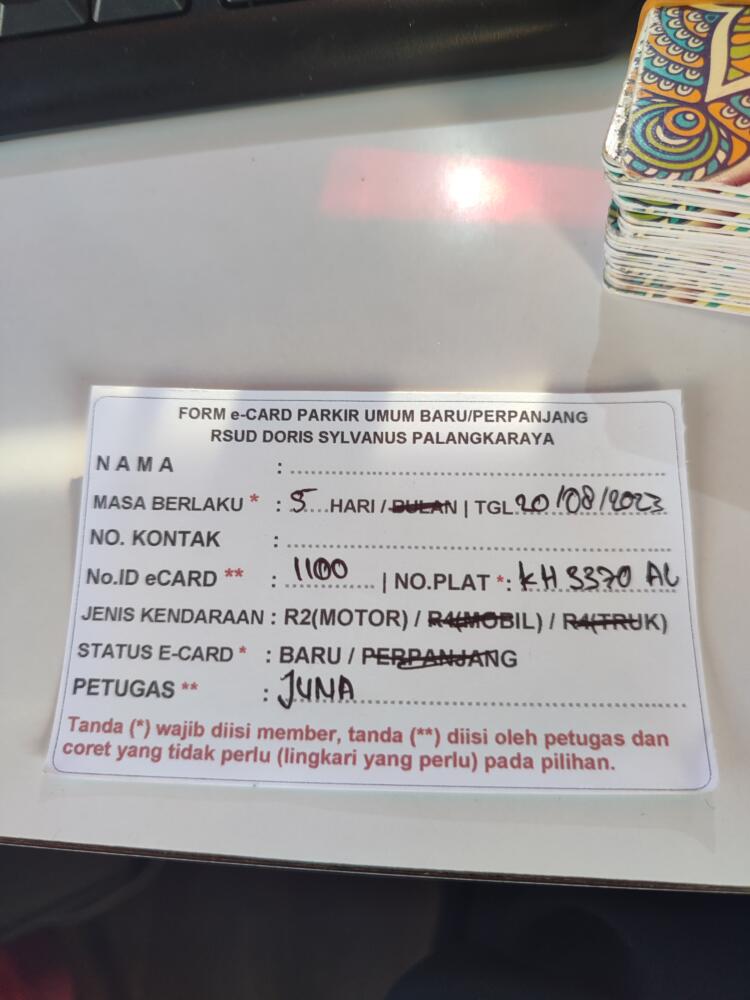 FORM e-CARD PARKIR UMUM BARU/PERPANJANG
RSUD DORIS SYLVANUS PALANGKARAYA
NAMA :
MASA BERLAKU * : 5 HARI / BULAN | TGL 20/08/2023
NO. KONTAK :
No.ID eCARD ** : 1100 | NO.PLAT *: KH 3370 AU
JENIS KENDARAAN : R2(MOTOR) / R4(MOBIL) / R4(TRUK)
STATUS E-CARD * : BARU / PERPANJANG
PETUGAS ** : JUNA
Tanda (*) wajib diisi member, tanda (**) diisi oleh petugas dan
coret yang tidak perlu (lingkari yang perlu) pada pilihan.